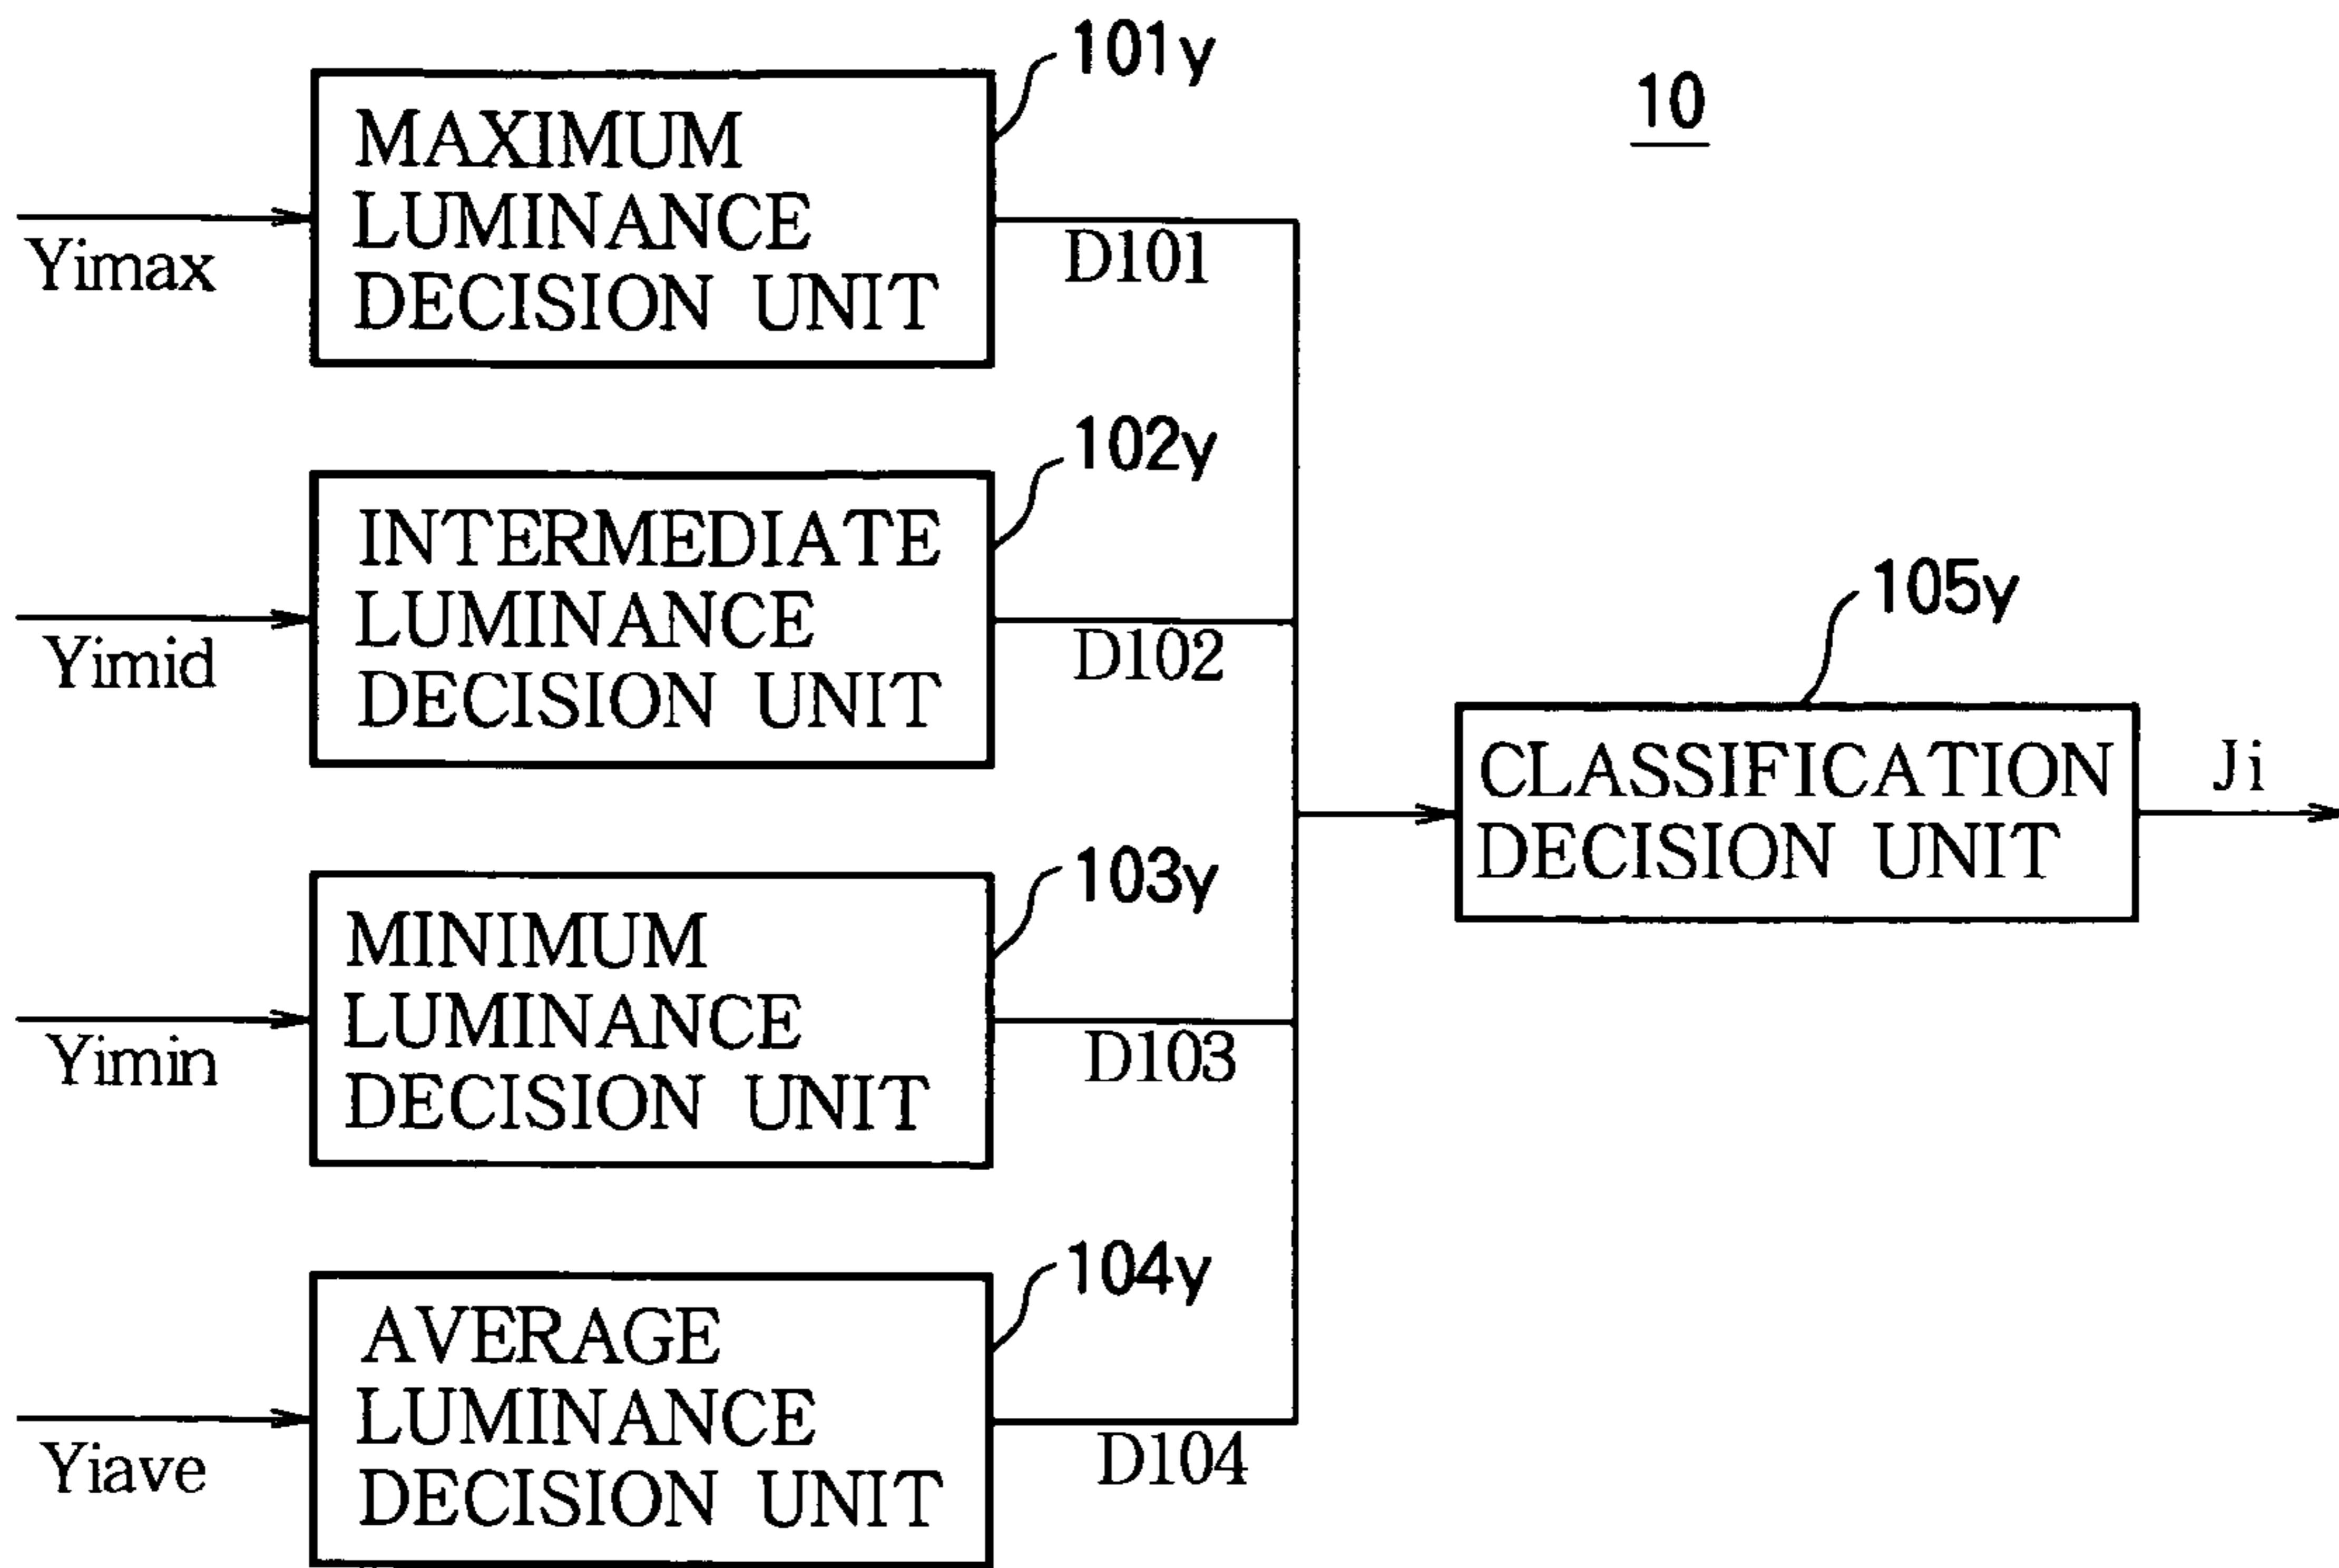 101y
10
MAXIMUM
LUMINANCE
DECISION UNIT
Yimax
D101
102y
INTERMEDIATE
LUMINANCE
DECISION UNIT
Yimid
D102
105y
CLASSIFICATION
DECISION UNIT
Ji
103y
MINIMUM
LUMINANCE
DECISION UNIT
Yimin
D103
104y
AVERAGE
LUMINANCE
DECISION UNIT
Yiave
D104